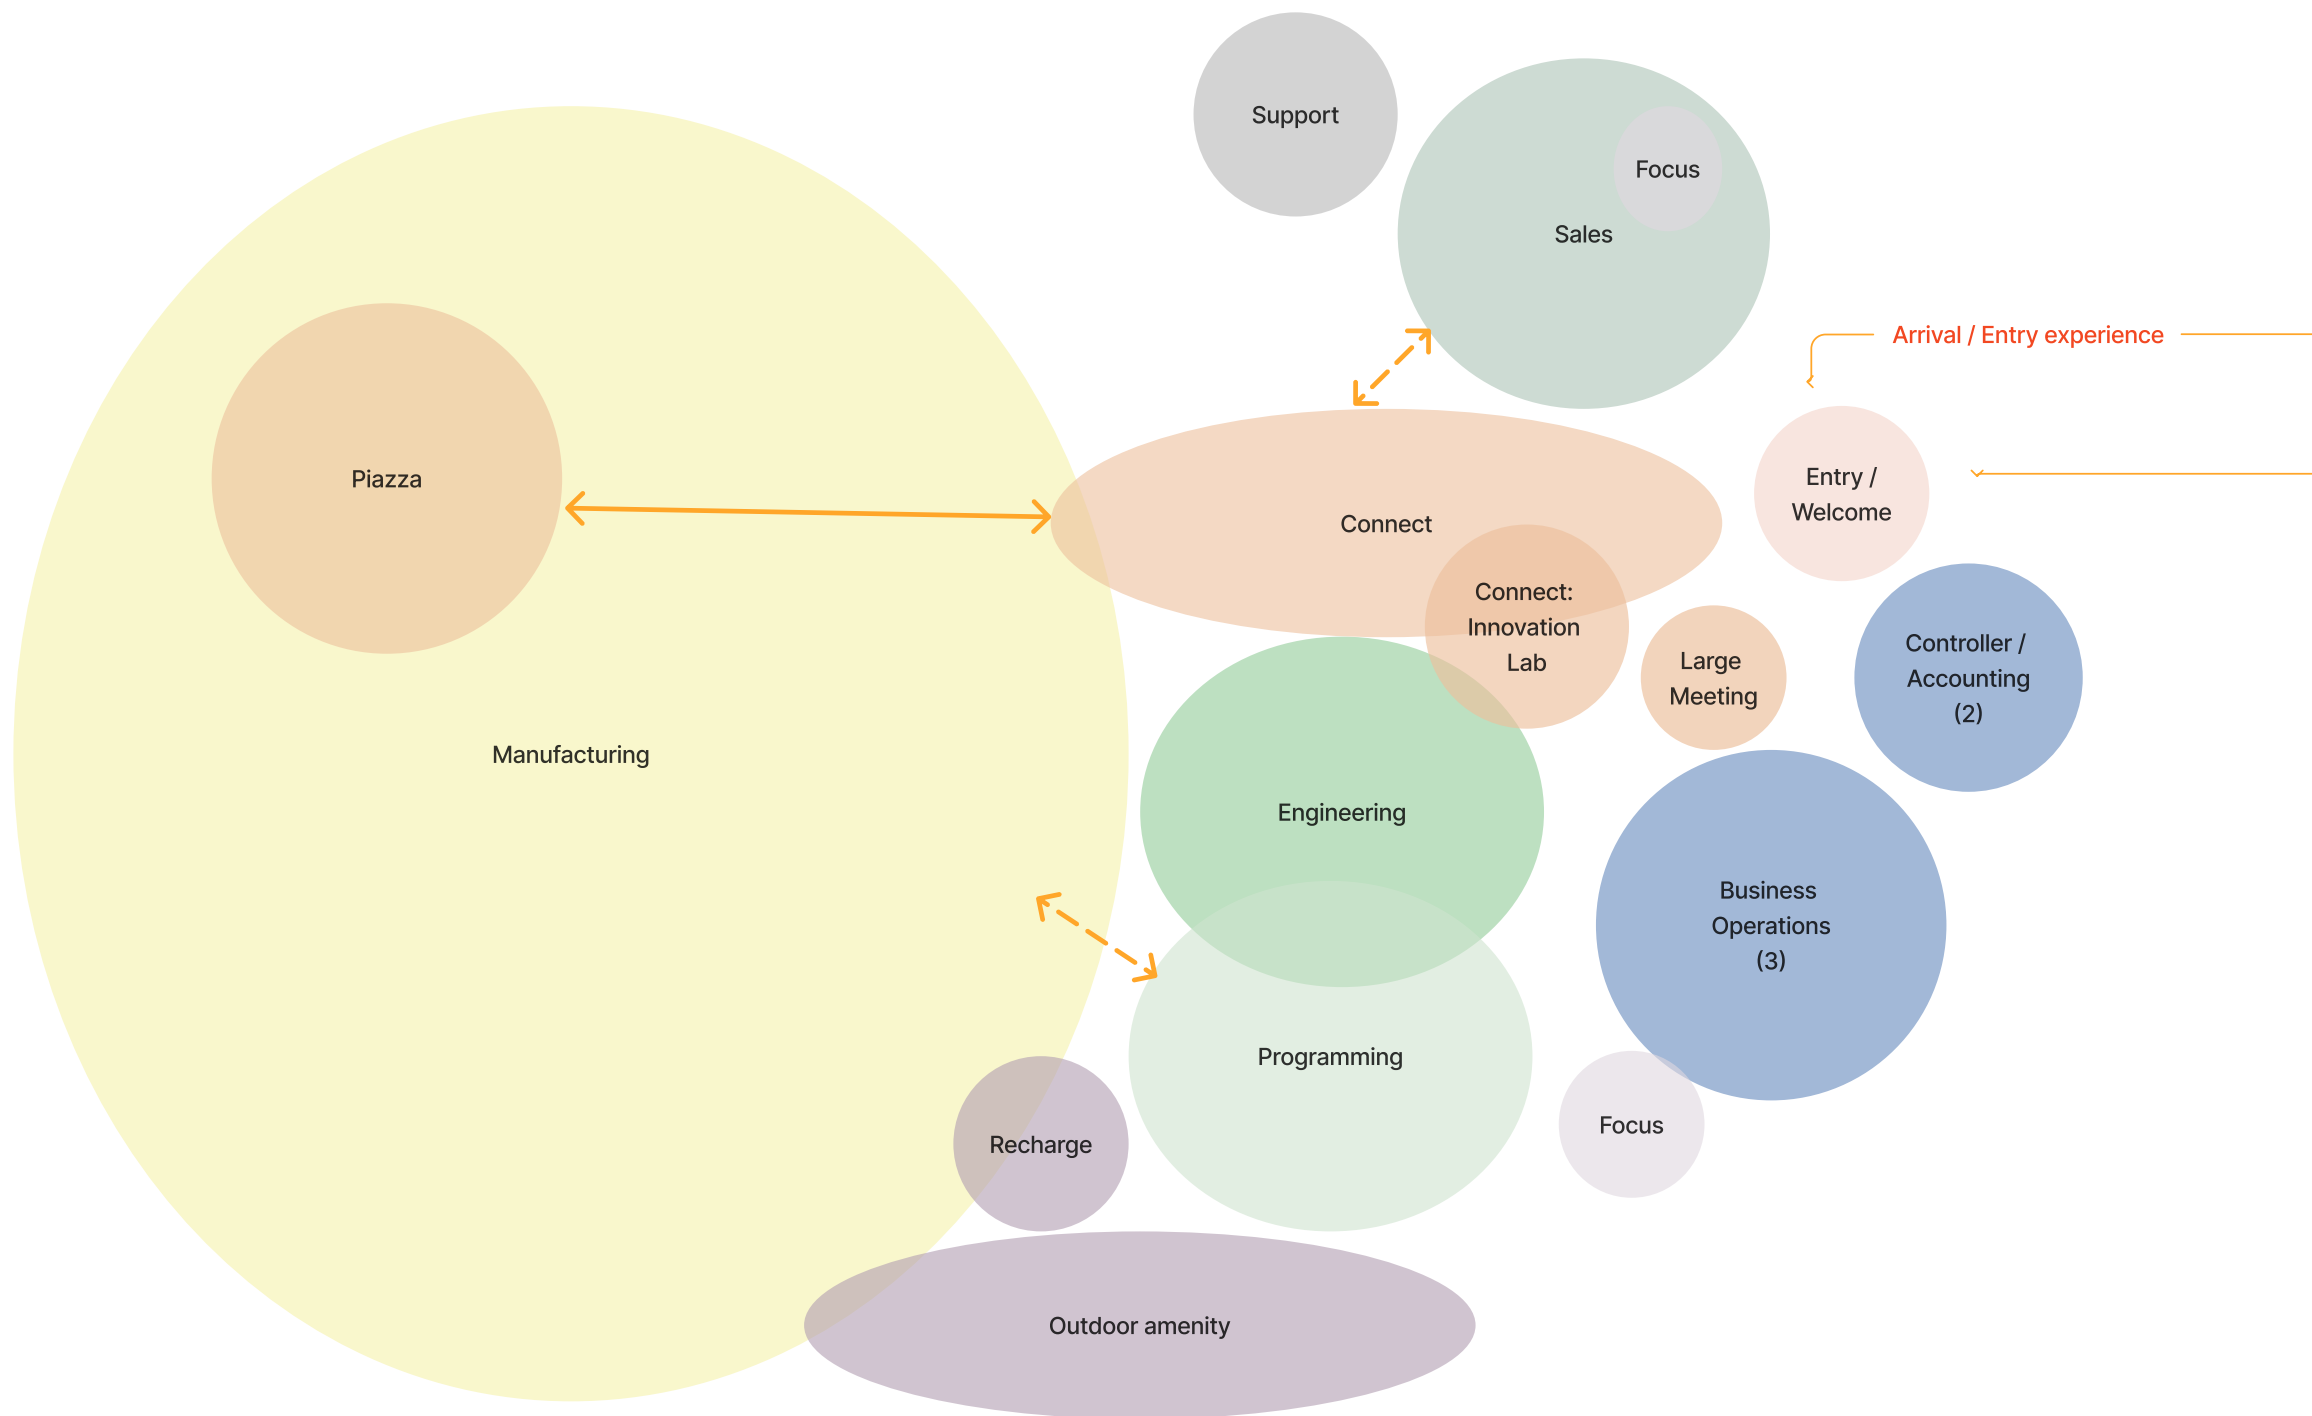 Support
Focus
Sales
Arrival / Entry experience
Piazza
Entry /
Welcome
Connect
Connect:
Innovation
Lab
Large
Meeting
Controller /
Accounting
(2)
Manufacturing
Engineering
Business
Operations
(3)
Programming
Focus
Recharge
Outdoor amenity